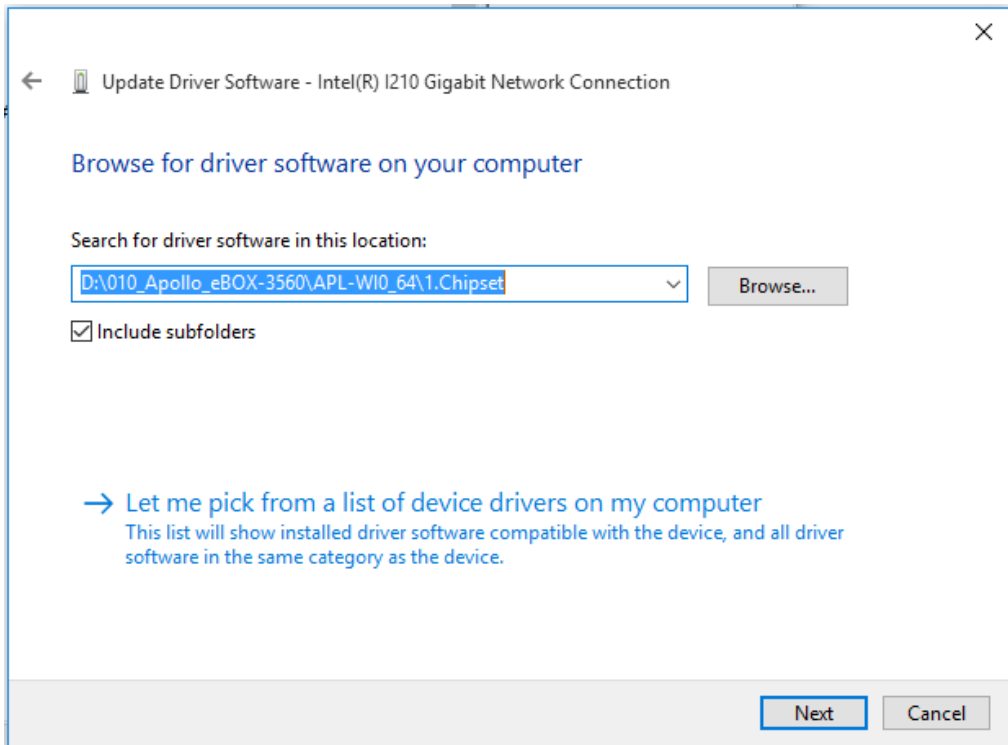 Update Driver Software - Intel(R) I210 Gigabit Network Connection
Browse for driver software on your computer
Search for driver software in this location:
D:\010_Apollo_eBOX-3560\APL-WI0_64\1.Chipset
Browse...
Include subfolders
Let me pick from a list of device drivers on my computer
This list will show installed driver software compatible with the device, and all driver
software in the same category as the device.
Next
Cancel